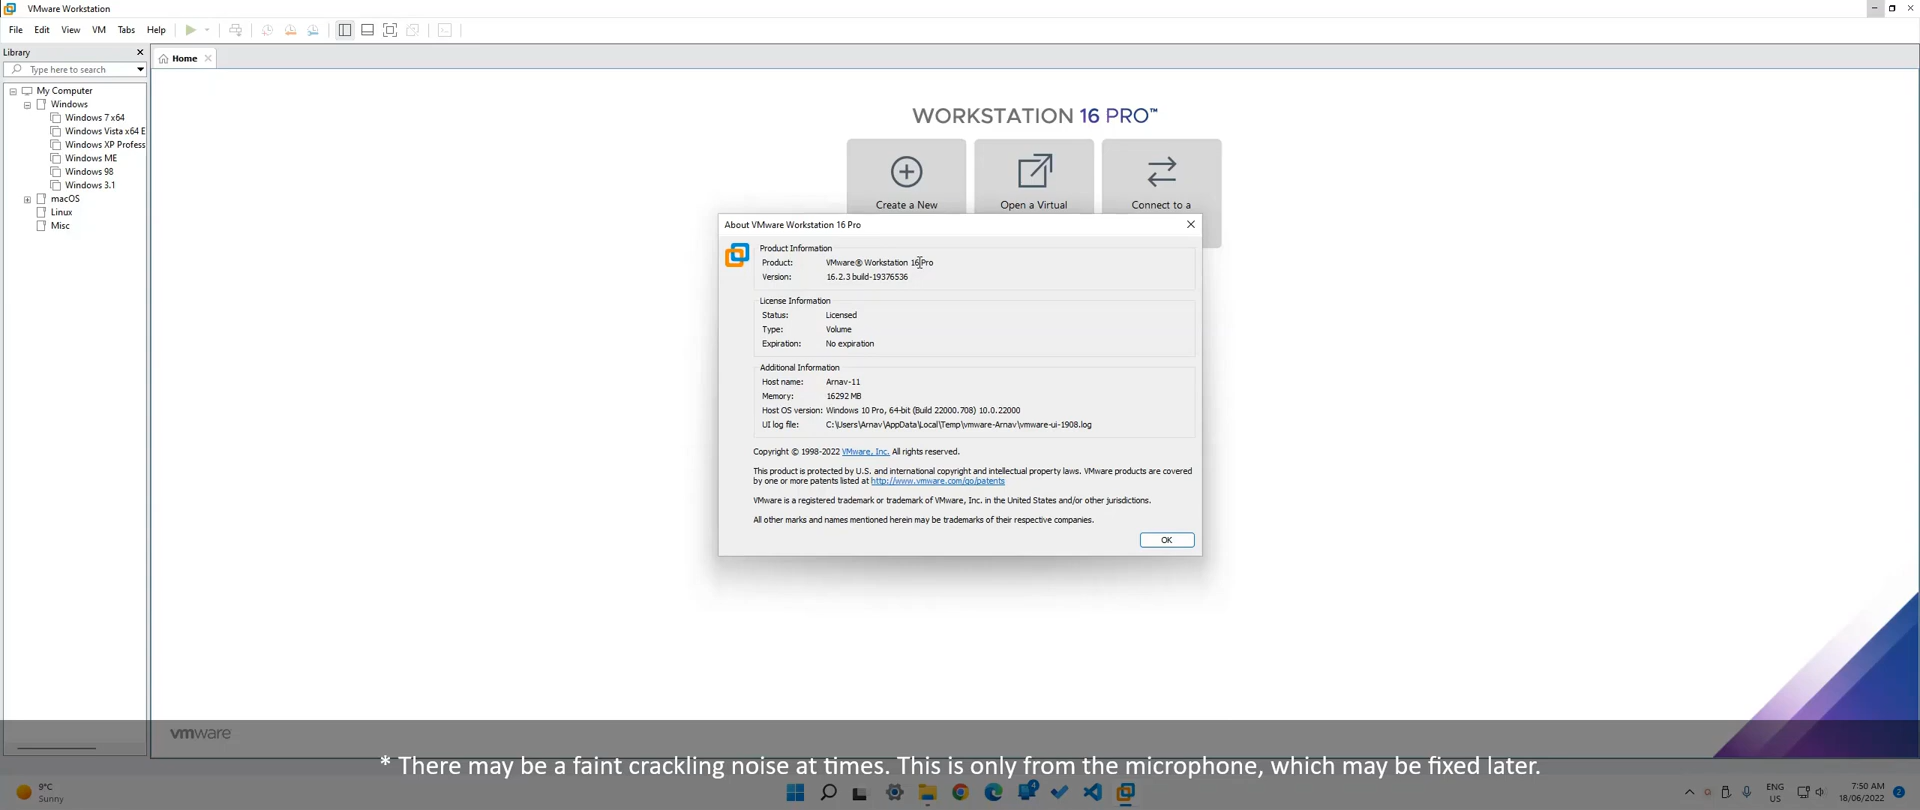 VMware Workstation
File Edit View VM Tabs Help
Library
Type here to search
Home
My Computer
Windows
Windows 7 x64
Windows Vista x64 E
Windows XP Profess
Windows ME
Windows 98
Windows 3.1
macOS
Linux
Misc
WORKSTATION 16 PRO™
Create a New
Open a Virtual
Connect to a
About VMware Workstation 16 Pro
Product Information
Product: VMware® Workstation 16 Pro
Version: 16.2.3 build-19376536
License Information
Status: Licensed
Type: Volume
Expiration: No expiration
Additional Information
Host name: Arnav-11
Memory: 16292 MB
Host OS version: Windows 10 Pro, 64-bit (Build 22000.708) 10.0.22000
UI log file: C:\Users\Arnav\AppData\Local\Temp\vmware-Arnav\vmware-ui-1908.log
Copyright © 1998-2022 VMware, Inc. All rights reserved.
This product is protected by U.S. and international copyright and intellectual property laws. VMware products are covered
by one or more patents listed at http://www.vmware.com/go/patents
VMware is a registered trademark or trademark of VMware, Inc. in the United States and/or other jurisdictions.
All other marks and names mentioned herein may be trademarks of their respective companies.
OK
vmware
* There may be a faint crackling noise at times. This is only from the microphone, which may be fixed later.
9°C
Sunny
4
ENG
US
7:50 AM
18/06/2022
2